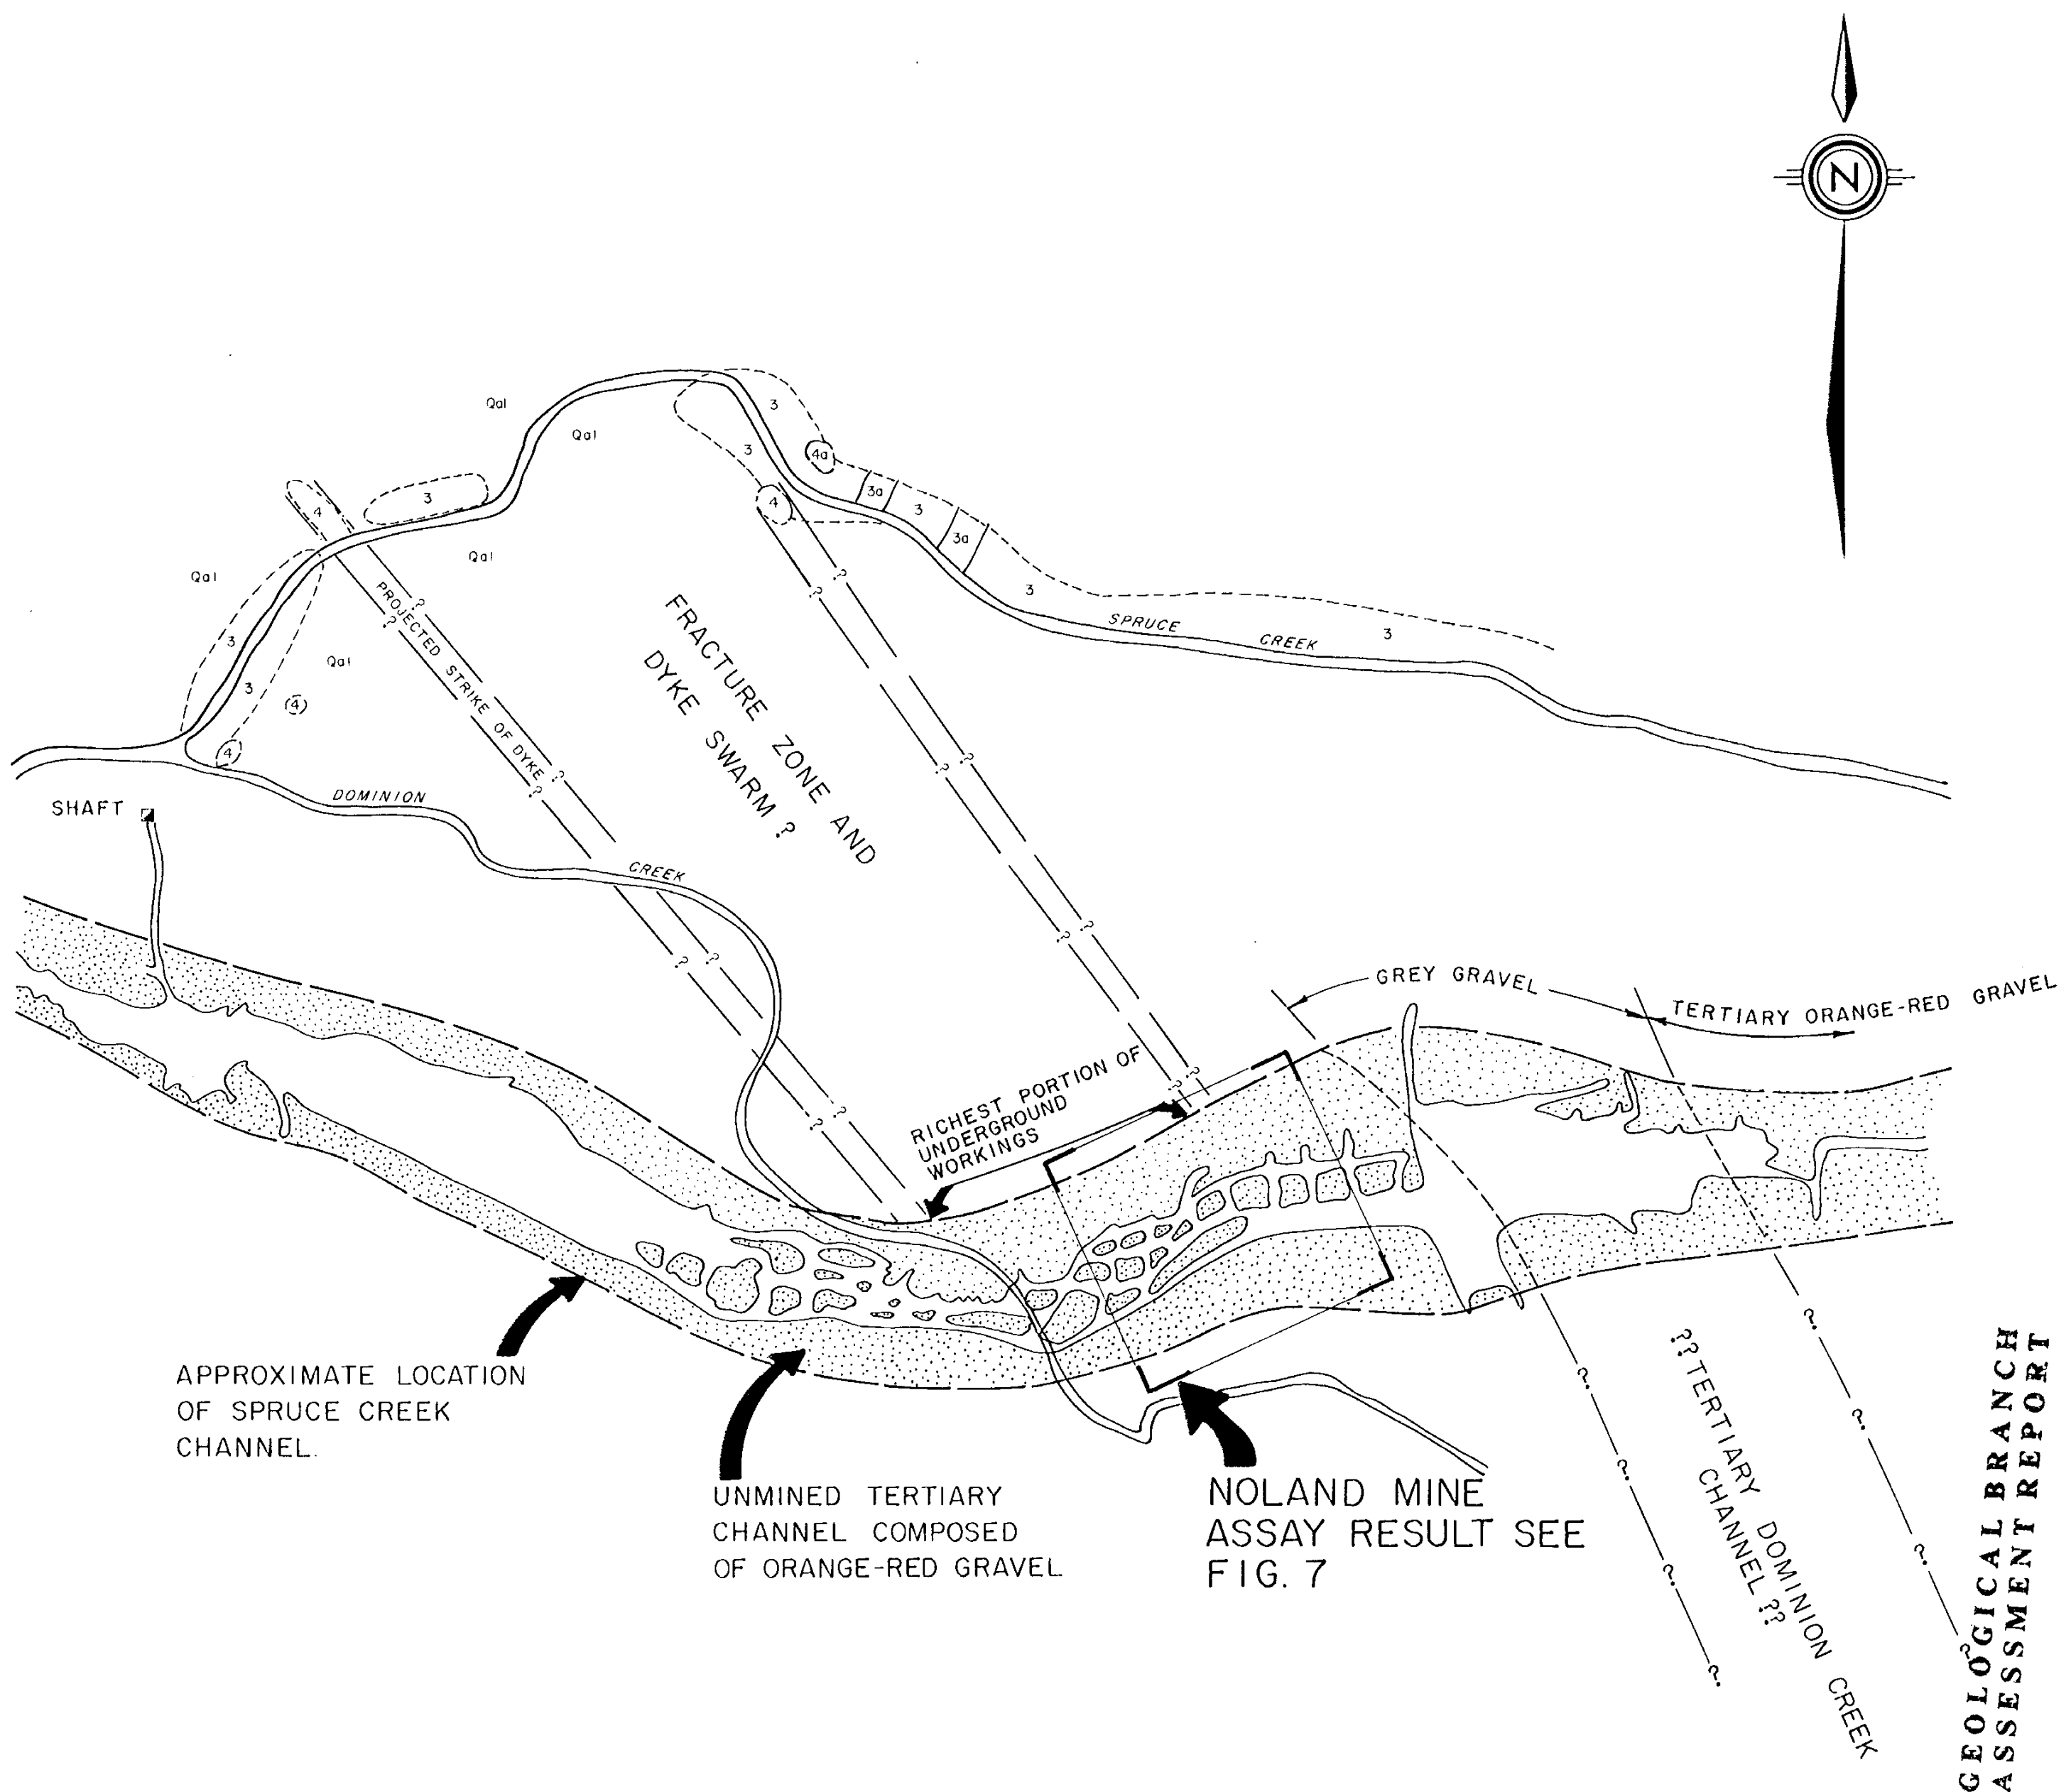 N
Qal
Qal
3
3
4a
3
4
3a
3
3a
3
4
Qal
Qal
3
SPRUCE CREEK
3
PROJECTED STRIKE OF DYKE
FRACTURE ZONE AND
DYKE SWARM ?
3
Qal
3
4
4
SHAFT
DOMINION CREEK
GREY GRAVEL
TERTIARY ORANGE-RED GRAVEL
RICHEST PORTION OF
UNDERGROUND
WORKINGS
APPROXIMATE LOCATION
OF SPRUCE CREEK
CHANNEL.
UNMINED TERTIARY
CHANNEL COMPOSED
OF ORANGE-RED GRAVEL
NOLAND MINE
ASSAY RESULT SEE
FIG. 7
??TERTIARY DOMINION CREEK
CHANNEL??
GEOLOGICAL BRANCH
ASSESSMENT REPORT